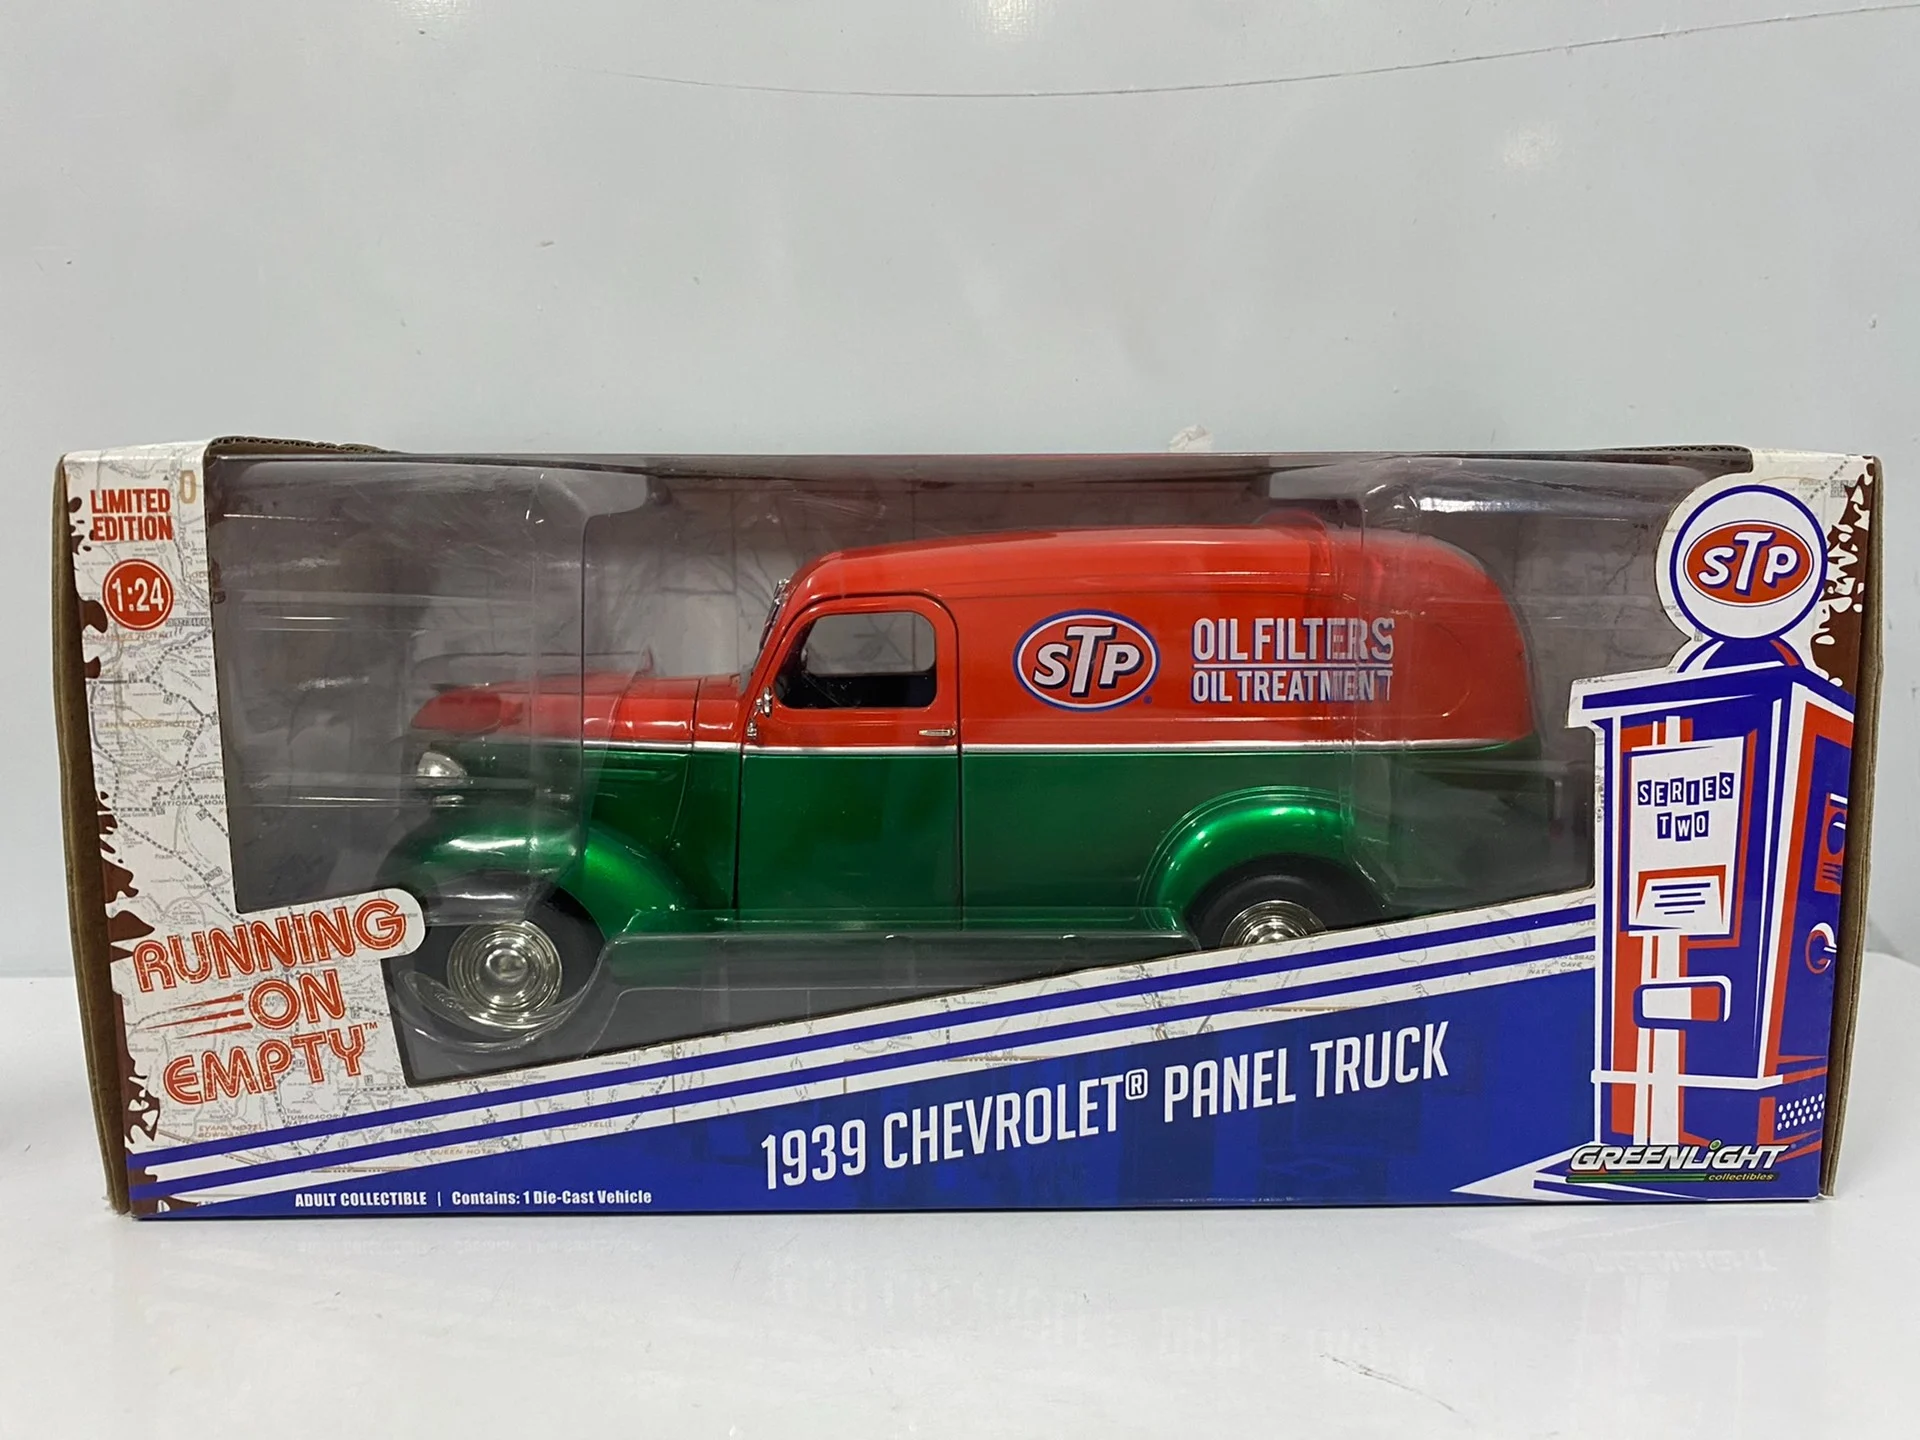 LIMITED
EDITION
1:24
STP
OIL FILTERS
OIL TREATMENT
STP
SERIES
TWO
RUNNING
ON
EMPTY™
1939 CHEVROLET® PANEL TRUCK
ADULT COLLECTIBLE | Contains: 1 Die-Cast Vehicle
GREENLiGHT
collectibles